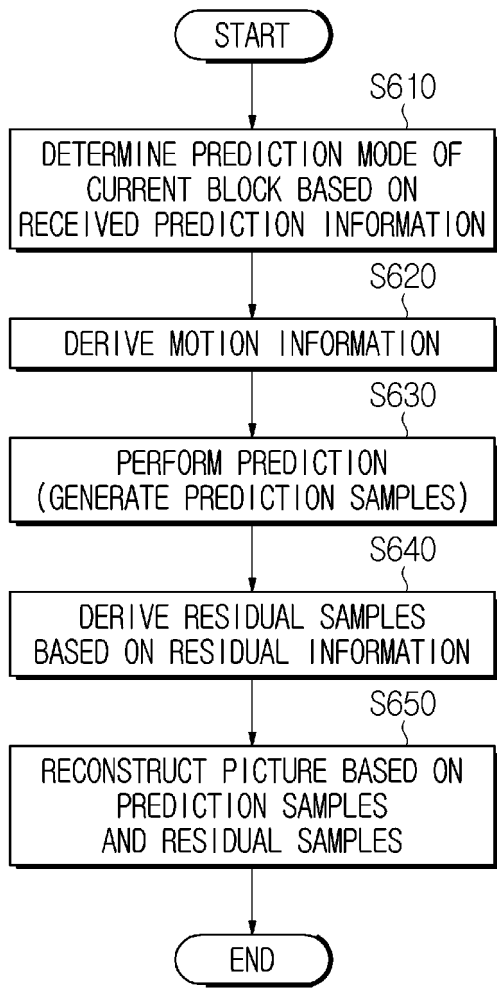 START
S610
DETERMINE PREDICTION MODE OF
CURRENT BLOCK BASED ON
RECEIVED PREDICTION INFORMATION
S620
DERIVE MOTION INFORMATION
S630
PERFORM PREDICTION
(GENERATE PREDICTION SAMPLES)
S640
DERIVE RESIDUAL SAMPLES
BASED ON RESIDUAL INFORMATION
S650
RECONSTRUCT PICTURE BASED ON
PREDICTION SAMPLES
AND RESIDUAL SAMPLES
END